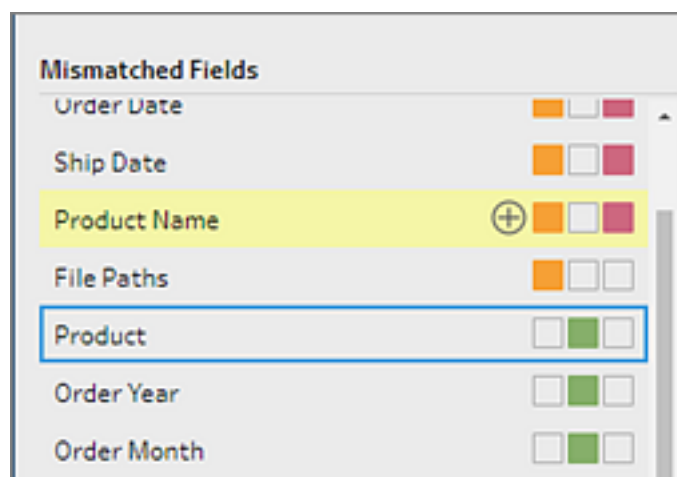 Mismatched Fields
Order Date
Ship Date
Product Name
File Paths
Product
Order Year
Order Month